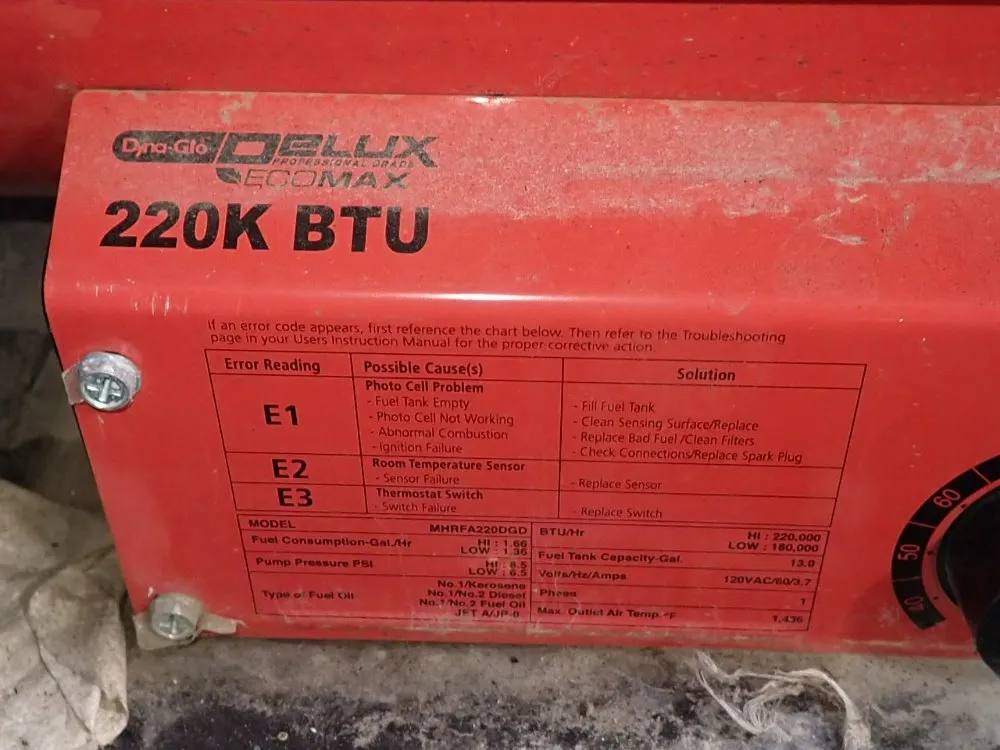 Dyna-Glo DELUX
PROFESSIONAL GRADE
ECOMAX
220K BTU
If an error code appears, first reference the chart below. Then refer to the Troubleshooting
page in your Users Instruction Manual for the proper corrective action.
Error Reading Possible Cause(s) Solution
E1 Photo Cell Problem
- Fuel Tank Empty - Fill Fuel Tank
- Photo Cell Not Working - Clean Sensing Surface/Replace
- Abnormal Combustion - Replace Bad Fuel /Clean Filters
- Ignition Failure - Check Connections/Replace Spark Plug
E2 Room Temperature Sensor
- Sensor Failure - Replace Sensor
E3 Thermostat Switch
- Switch Failure - Replace Switch
MODEL MHRFA220DGD
Fuel Consumption-Gal./Hr HI : 1.66
LOW : 1.36
Pump Pressure PSI HI : 8.5
LOW : 6.5
Type of Fuel Oil No.1/Kerosene
No.1/No.2 Diesel
No.1/No.2 Fuel Oil
JET A/JP-8
BTU/Hr HI : 220,000
LOW : 180,000
Fuel Tank Capacity-Gal. 13.0
Volts/Hz/Amps 120VAC/60/3.7
Phase 1
Max. Outlet Air Temp.°F 1,436
60
50
40